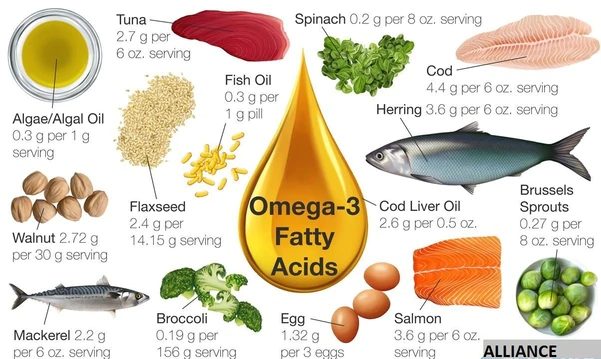 Tuna
2.7 g per
6 oz. serving
Spinach 0.2 g per 8 oz. serving
Cod
4.4 g per 6 oz. serving
Fish Oil
0.3 g per
1 g pill
Herring 3.6 g per 6 oz. serving
Algae/Algal Oil
0.3 g per 1 g
serving
Flaxseed
2.4 g per
14.15 g serving
Omega-3
Fatty
Acids
Cod Liver Oil
2.6 g per 0.5 oz.
Brussels
Sprouts
0.27 g per
8 oz. serving
Walnut 2.72 g
per 30 g serving
Mackerel 2.2 g
per 6 oz. serving
Broccoli
0.19 g per
156 g serving
Egg
1.32 g
per 3 eggs
Salmon
3.6 g per 6 oz.
serving
ALLIANCE